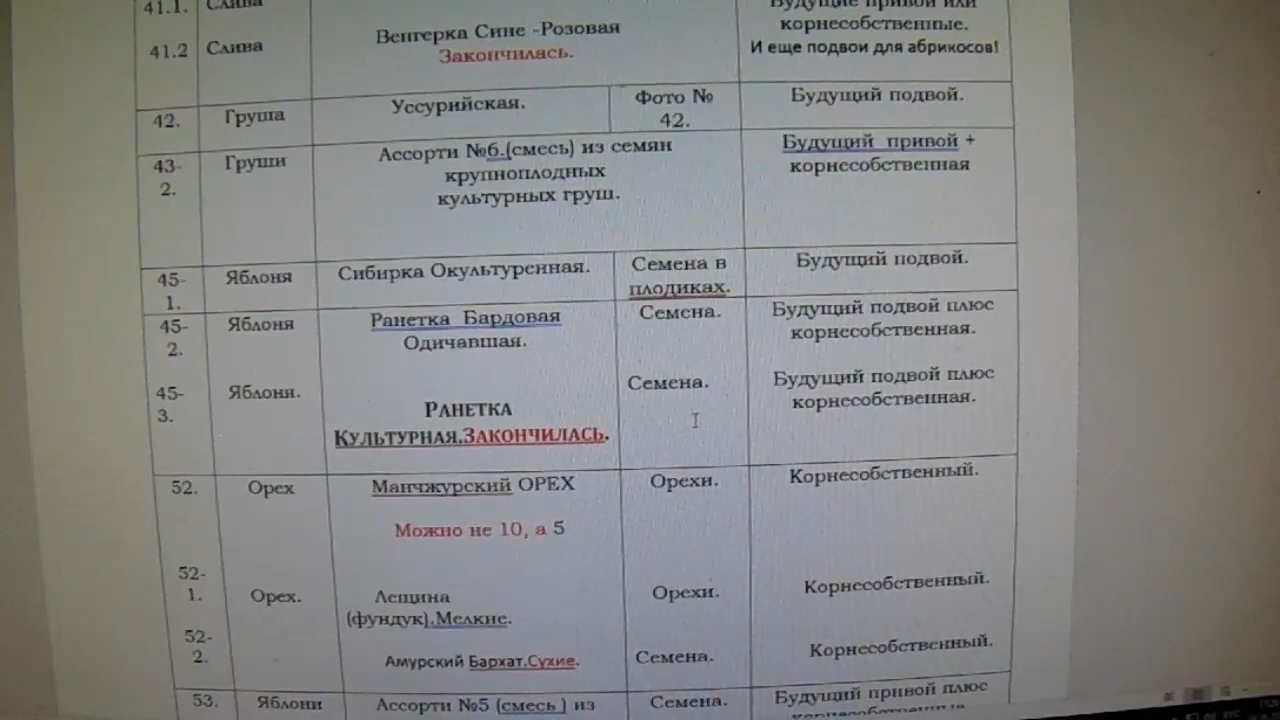 41.1. Слива Будущие привои или
корнесобственные.
41.2 Слива Венгерка Сине -Розовая
Закончилась. И еще подвои для абрикосов!
42. Груша Уссурийская. Фото № 42. Будущий подвой.
43-2. Груши Ассорти №6.(смесь) из семян Будущий привой +
крупноплодных корнесобственная
культурных груш.
45-1. Яблоня Сибирка Окультуренная. Семена в плодиках. Будущий подвой.
45-2. Яблоня Ранетка Бардовая Семена. Будущий подвой плюс
Одичавшая. корнесобственная.
45-3. Яблоня. Семена. Будущий подвой плюс
РАНЕТКА корнесобственная.
КУЛЬТУРНАЯ.ЗАКОНЧИЛАСЬ.
52. Орех Манчжурский ОРЕХ Орехи. Корнесобственный.
Можно не 10, а 5
52-1. Орех. Лещина Орехи. Корнесобственный.
(фундук).Мелкие.
52-2. Амурский Бархат.Сухие. Семена. Корнесобственный.
53. Яблони Ассорти №5 (смесь ) из Семена. Будущий привой плюс